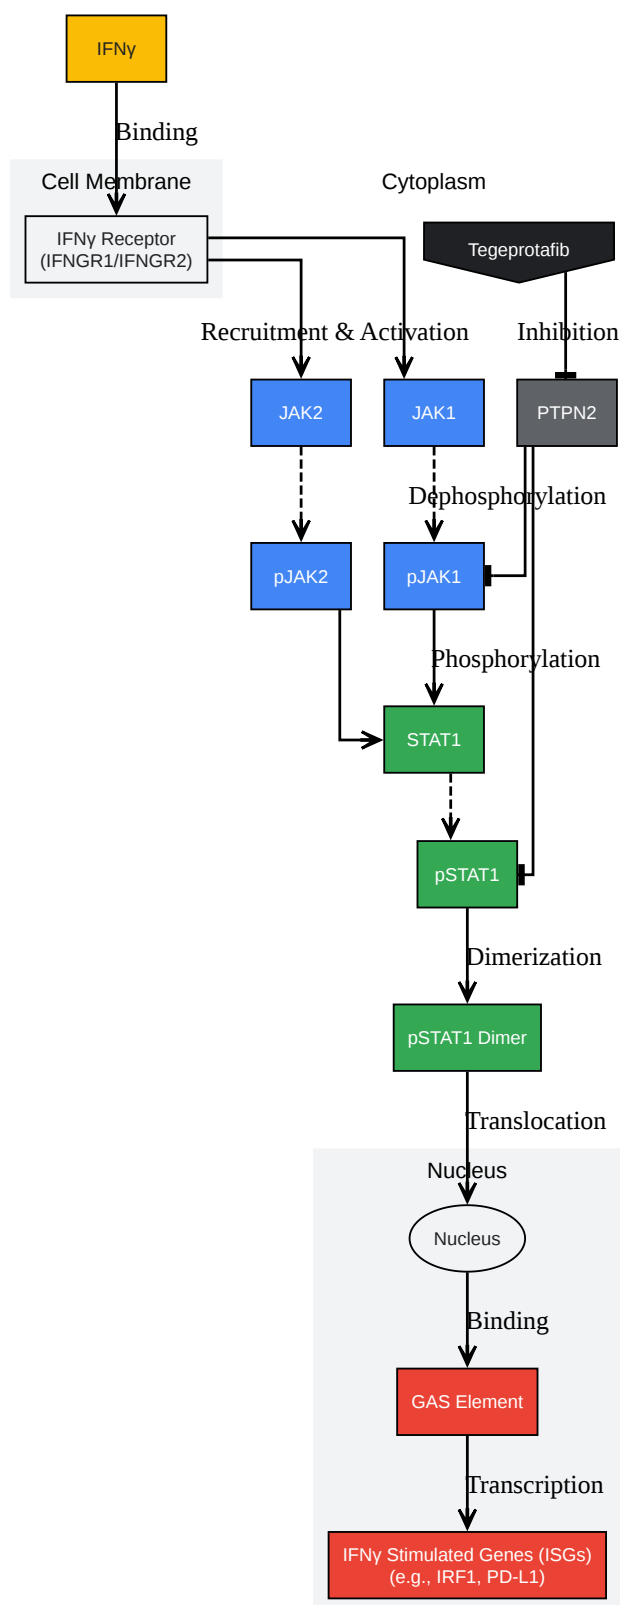 IFNγ
Binding
Cell Membrane
Cytoplasm
IFNγ Receptor
(IFNGR1/IFNGR2)
Tegeprotafib
Recruitment & Activation
Inhibition
JAK2
JAK1
PTPN2
Dephosphorylation
pJAK2
pJAK1
Phosphorylation
STAT1
pSTAT1
Dimerization
pSTAT1 Dimer
Translocation
Nucleus
Nucleus
Binding
GAS Element
Transcription
IFNγ Stimulated Genes (ISGs)
(e.g., IRF1, PD-L1)